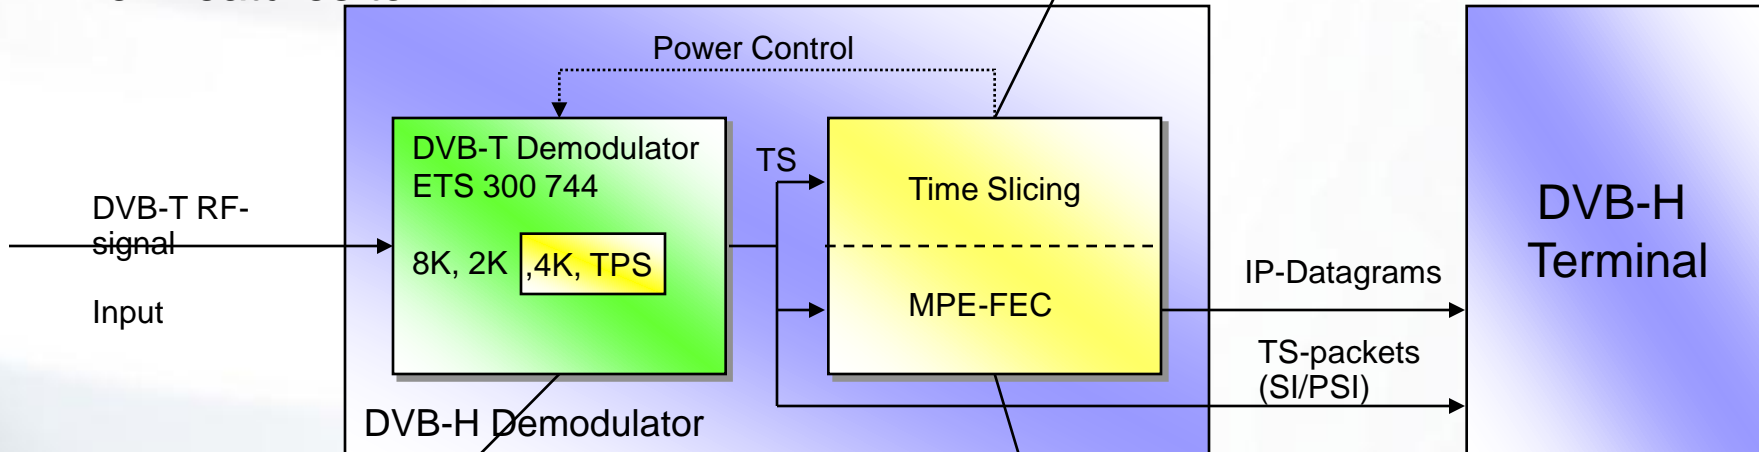 Power Control
DVB-T Demodulator
ETS 300 744
8K, 2K ,4K, TPS
TS
Time Slicing
MPE-FEC
DVB-T RF-
signal
Input
DVB-H Demodulator
IP-Datagrams
TS-packets
(SI/PSI)
DVB-H
Terminal